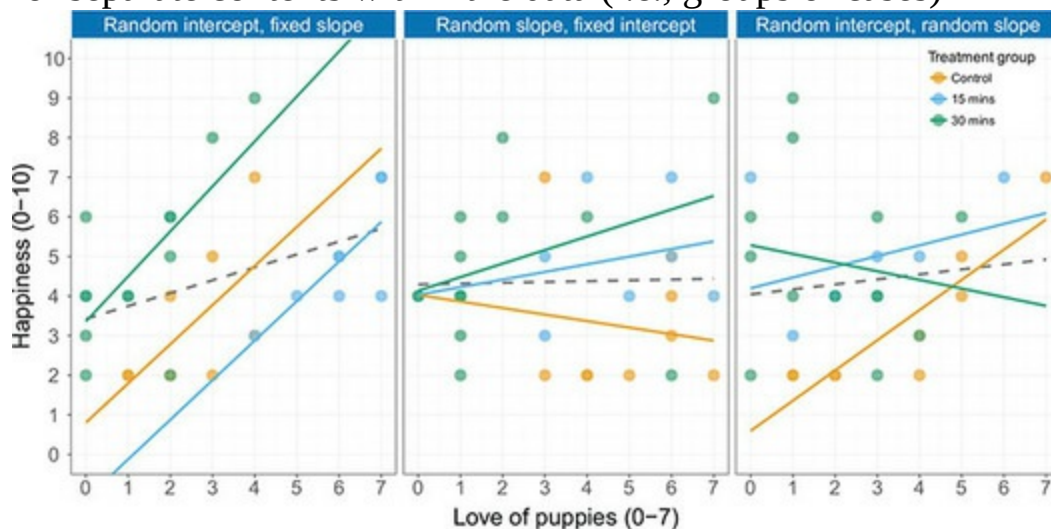 Random intercept, fixed slope
Random slope, fixed intercept
Random intercept, random slope
Treatment group
Control
15 mins
30 mins
Happiness (0–10)
10
9
8
7
6
5
4
3
2
1
0
0 1 2 3 4 5 6 7
0 1 2 3 4 5 6 7
0 1 2 3 4 5 6 7
Love of puppies (0–7)